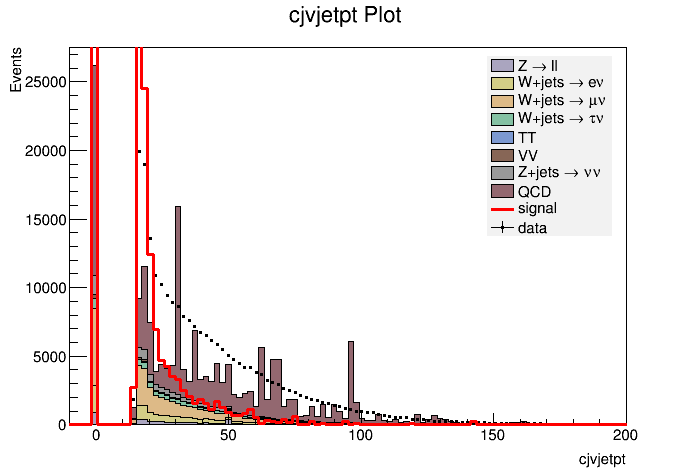 cjvjetpt Plot
Events
25000
20000
15000
10000
5000
0
0
50
100
150
200
cjvjetpt
Z → ll
W+jets → eν
W+jets → μν
W+jets → τν
TT
VV
Z+jets → νν
QCD
signal
data